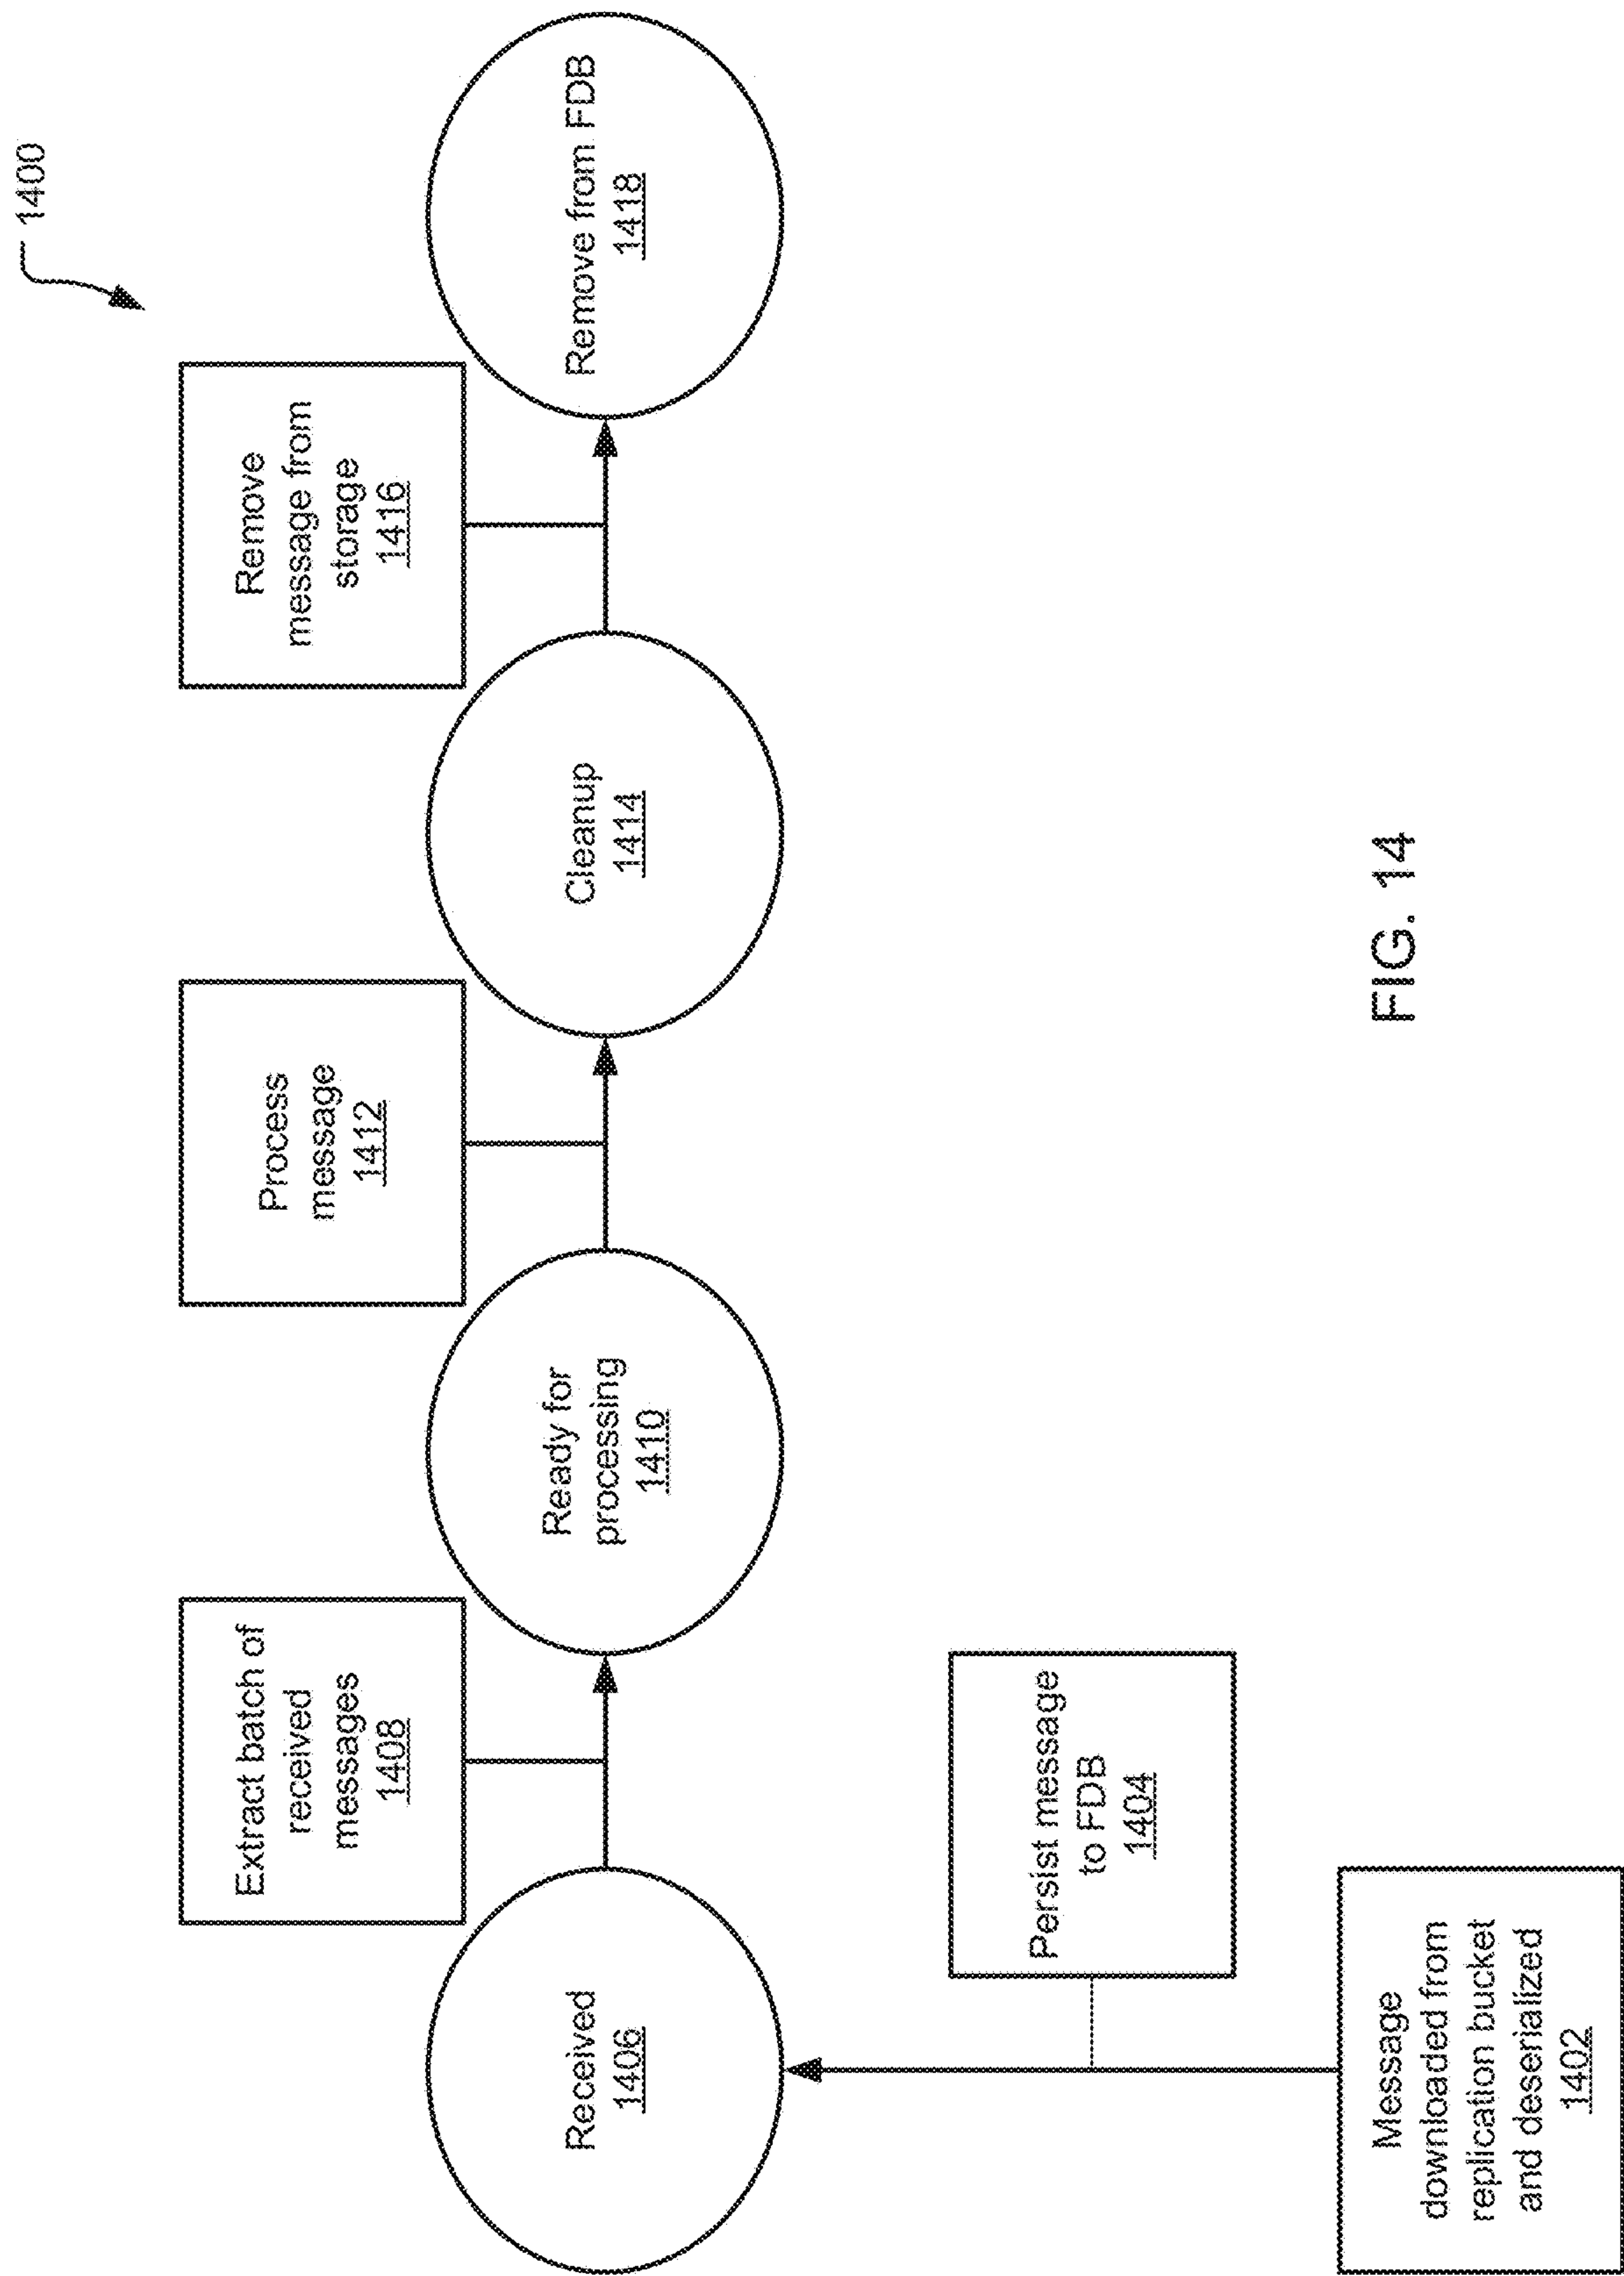 1400
Extract batch of
received
messages
1408
Process
message
1412
Remove
message from
storage
1416
Received
1406
Ready for
processing
1410
Cleanup
1414
Remove from FDB
1418
Persist message
to FDB
1404
Message
downloaded from
replication bucket
and deserialized
1402
FIG. 14